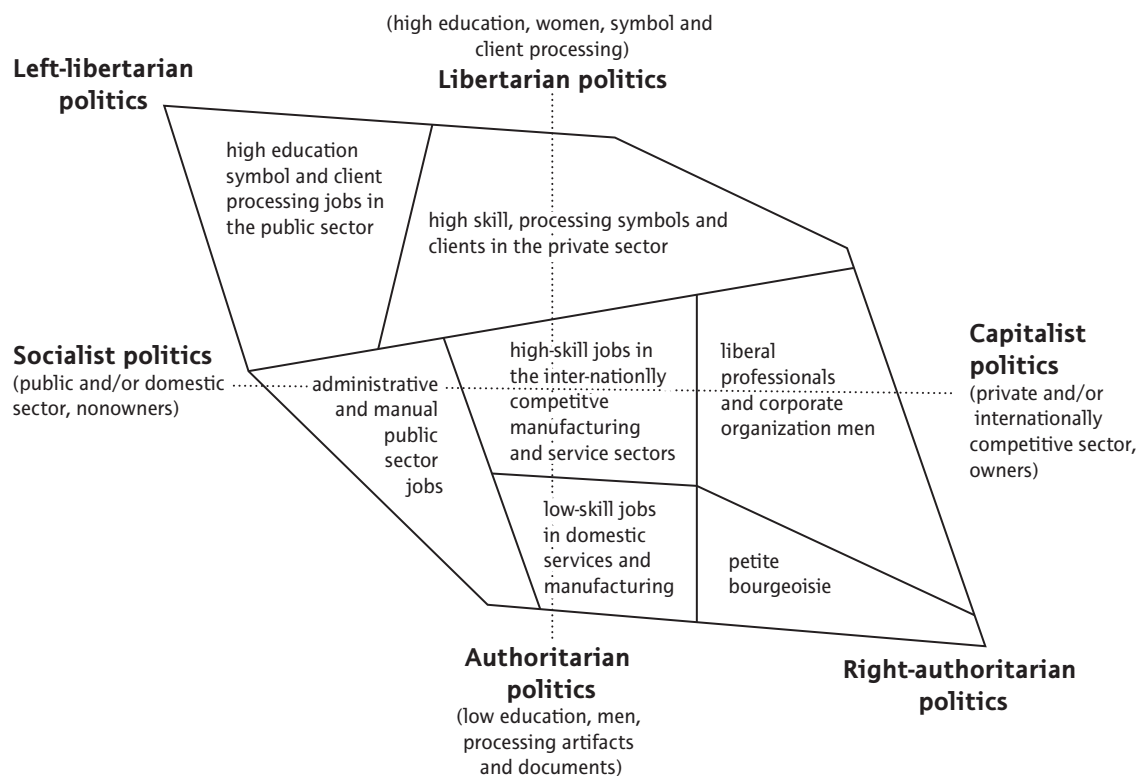 (high education, women, symbol and
client processing)
Libertarian politics
Left-libertarian
politics
high education
symbol and client
processing jobs in
the public sector
high skill, processing symbols and
clients in the private sector
Socialist politics
(public and/or domestic
sector, nonowners)
administrative
and manual
public
sector
jobs
high-skill jobs in
the inter-nationlly
competitve
manufacturing
and service sectors
liberal
professionals
and corporate
organization men
Capitalist
politics
(private and/or
internationally
competitive sector,
owners)
low-skill jobs
in domestic
services and
manufacturing
petite
bourgeoisie
Authoritarian
politics
(low education, men,
processing artifacts
and documents)
Right-authoritarian
politics